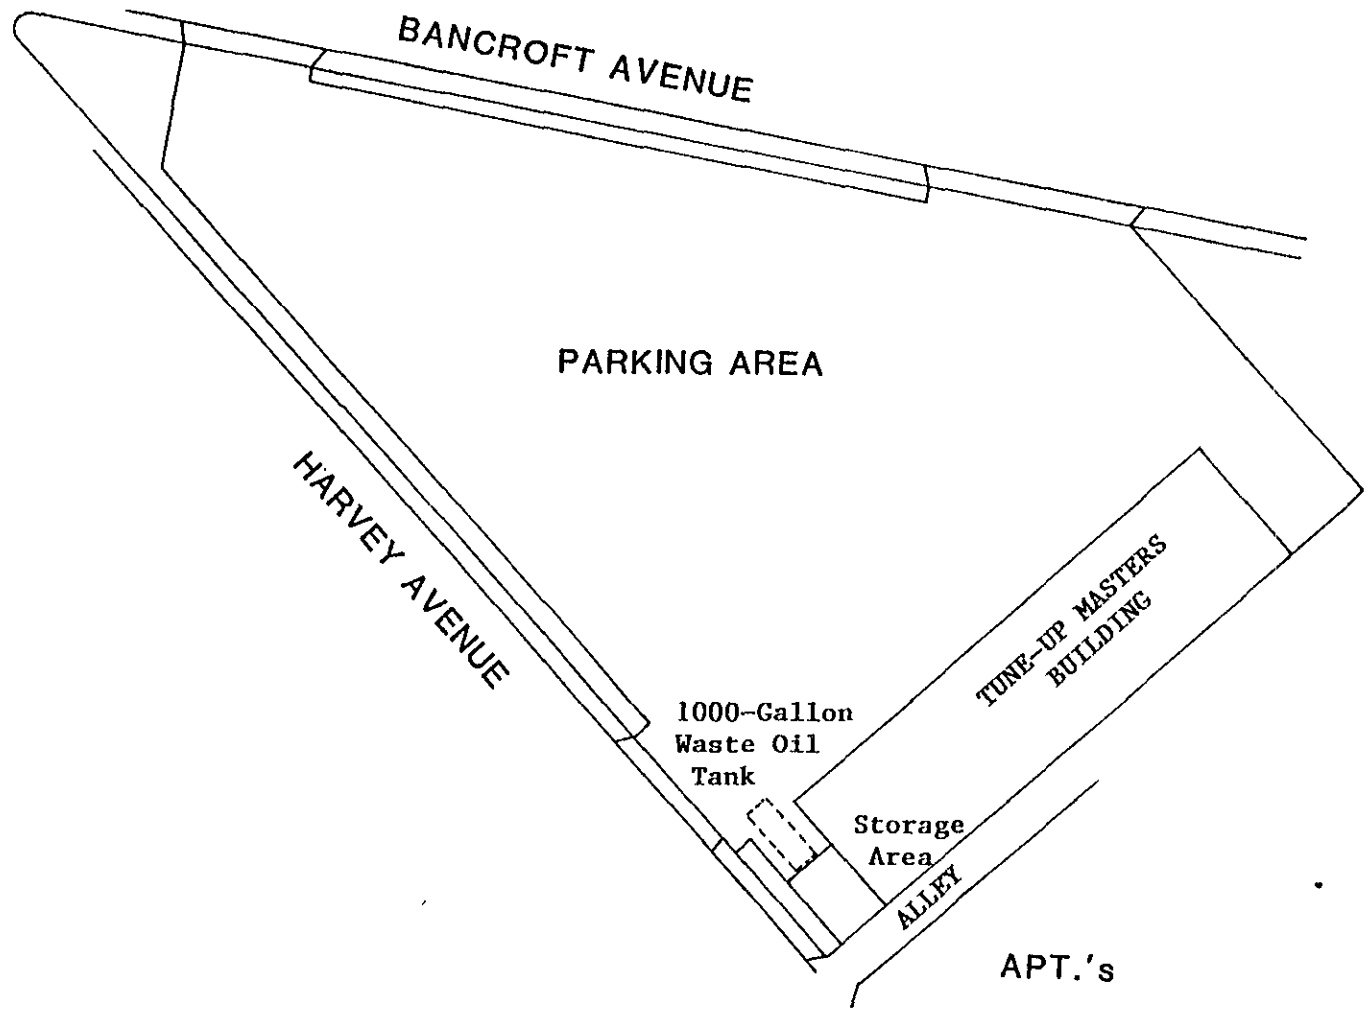 BANCROFT AVENUE
PARKING AREA
HARVEY AVENUE
TUNE-UP MASTERS
BUILDING
1000-Gallon
Waste Oil
Tank
Storage
Area
ALLEY
APT.'s